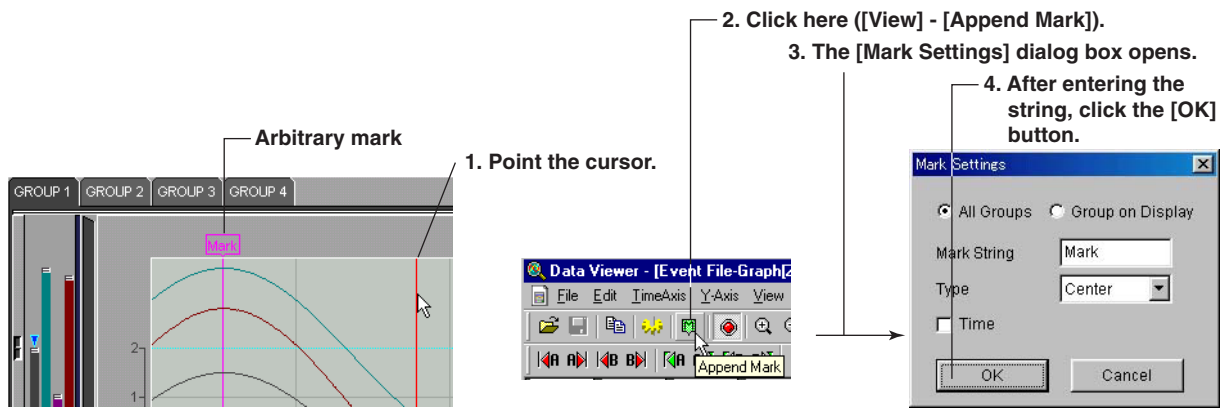 2. Click here ([View] - [Append Mark]).
3. The [Mark Settings] dialog box opens.
4. After entering the
string, click the [OK]
button.
Arbitrary mark
1. Point the cursor.
GROUP 1 GROUP 2 GROUP 3 GROUP 4
Mark
2
1
Data Viewer - [Event File-Graph[
File Edit TimeAxis Y-Axis View
A A B B A
Append Mark
Mark Settings
All Groups Group on Display
Mark String Mark
Type Center
Time
OK Cancel